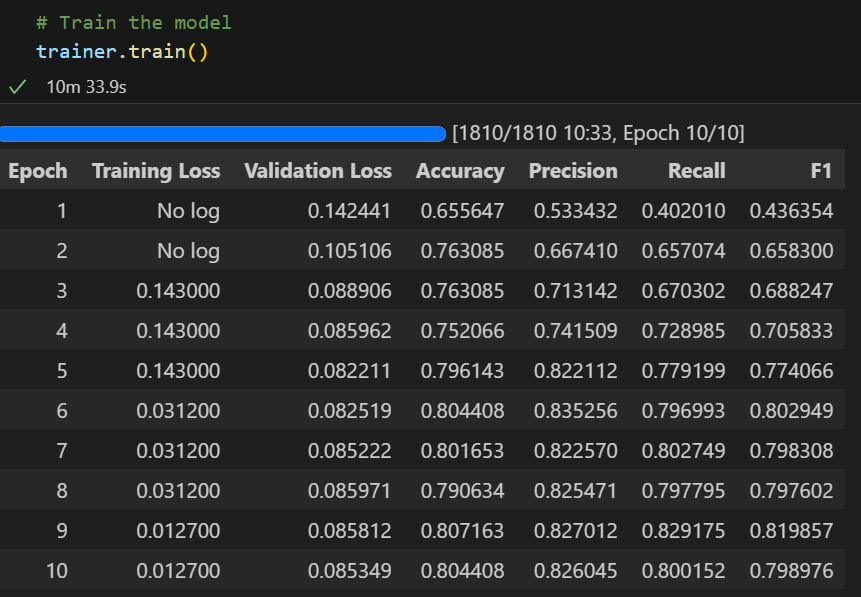 # Train the model
trainer.train()
✓ 10m 33.9s
[1810/1810 10:33, Epoch 10/10]
Epoch Training Loss Validation Loss Accuracy Precision Recall F1
1 No log 0.142441 0.655647 0.533432 0.402010 0.436354
2 No log 0.105106 0.763085 0.667410 0.657074 0.658300
3 0.143000 0.088906 0.763085 0.713142 0.670302 0.688247
4 0.143000 0.085962 0.752066 0.741509 0.728985 0.705833
5 0.143000 0.082211 0.796143 0.822112 0.779199 0.774066
6 0.031200 0.082519 0.804408 0.835256 0.796993 0.802949
7 0.031200 0.085222 0.801653 0.822570 0.802749 0.798308
8 0.031200 0.085971 0.790634 0.825471 0.797795 0.797602
9 0.012700 0.085812 0.807163 0.827012 0.829175 0.819857
10 0.012700 0.085349 0.804408 0.826045 0.800152 0.798976